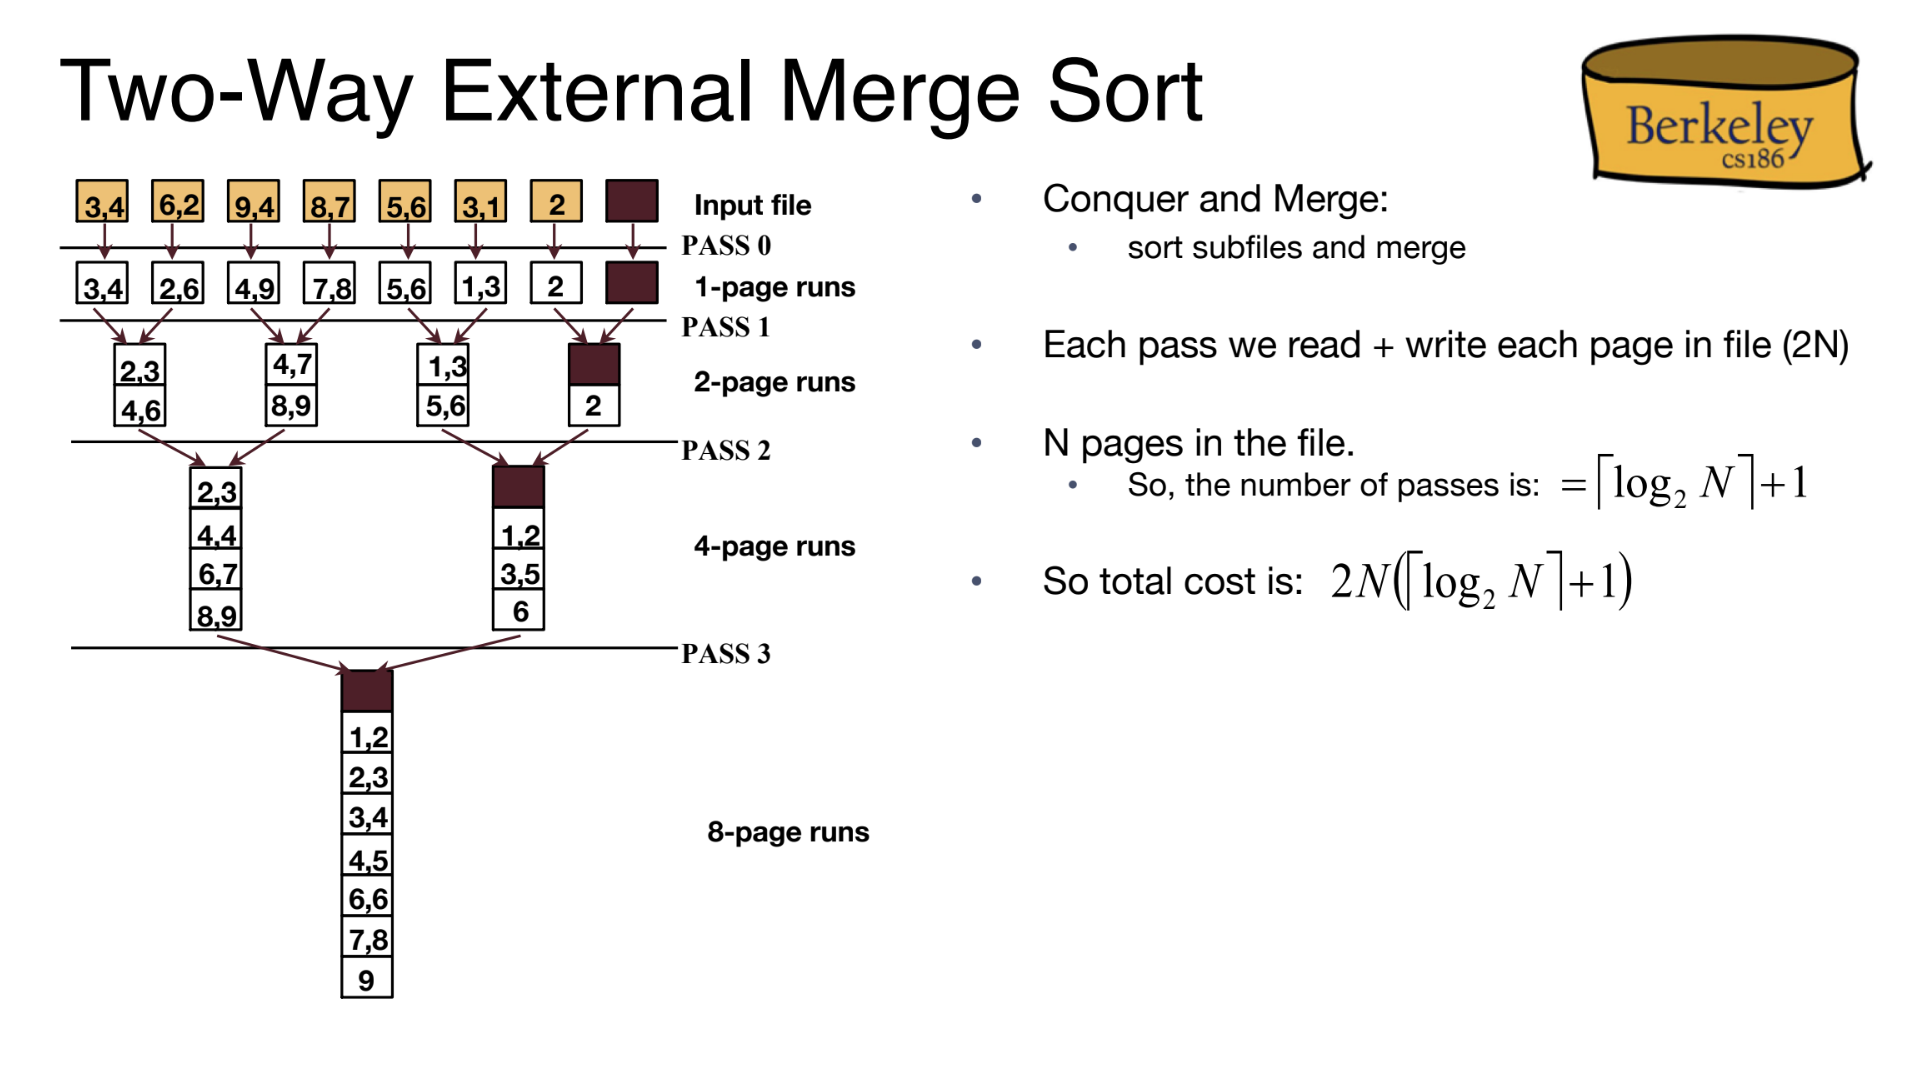 Two-Way External Merge Sort
Berkeley
cs186
3,4 6,2 9,4 8,7 5,6 3,1 2 Input file
PASS 0
3,4 2,6 4,9 7,8 5,6 1,3 2 1-page runs
PASS 1
2,3 4,7 1,3
4,6 8,9 5,6 2
2-page runs
PASS 2
2,3
4,4 1,2
6,7 3,5
8,9 6
4-page runs
PASS 3
1,2
2,3
3,4
4,5
6,6
7,8
9
8-page runs
• Conquer and Merge:
• sort subfiles and merge
• Each pass we read + write each page in file (2N)
• N pages in the file.
• So, the number of passes is: = ⌈log₂ N⌉ + 1
• So total cost is: 2N(⌈log₂ N⌉ + 1)